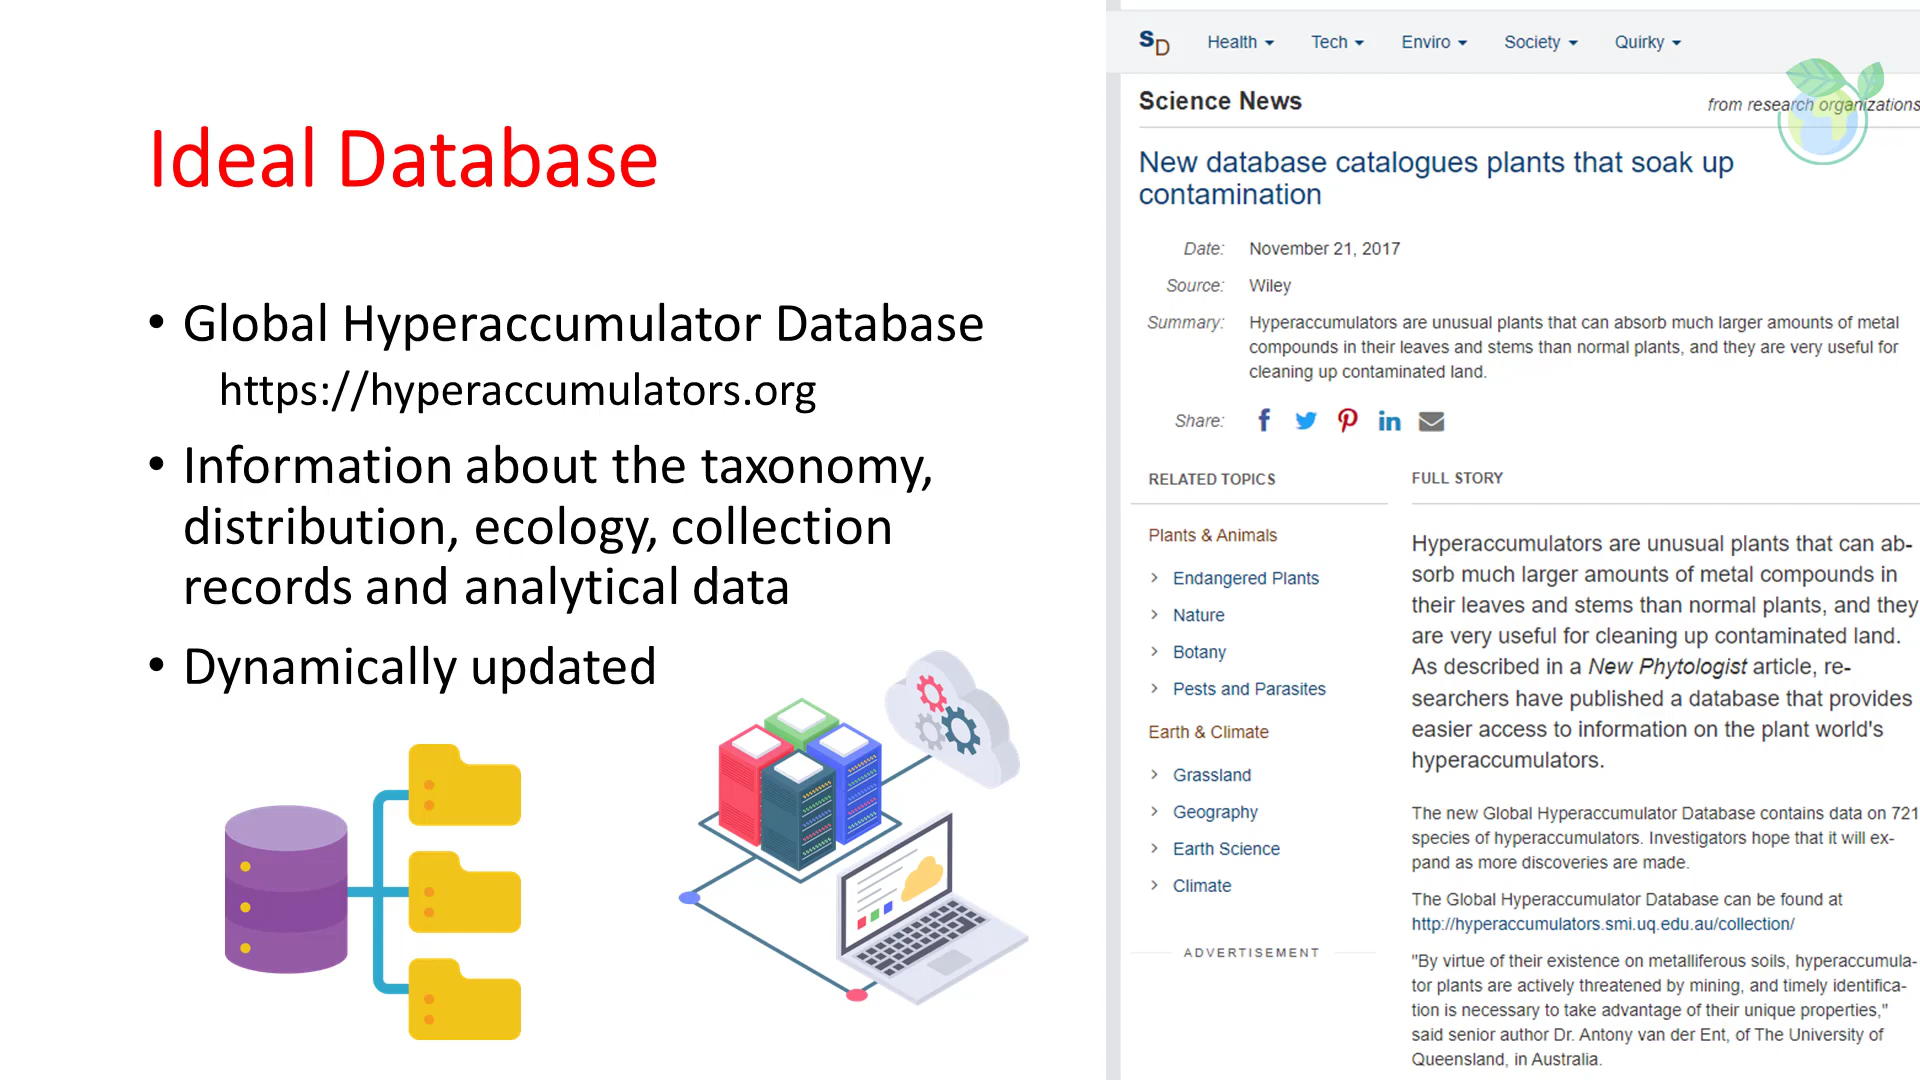 Ideal Database
• Global Hyperaccumulator Database
https://hyperaccumulators.org
• Information about the taxonomy,
distribution, ecology, collection
records and analytical data
• Dynamically updated
SD Health Tech Enviro Society Quirky
Science News
from research organizations
New database catalogues plants that soak up
contamination
Date: November 21, 2017
Source: Wiley
Summary: Hyperaccumulators are unusual plants that can absorb much larger amounts of metal
compounds in their leaves and stems than normal plants, and they are very useful for
cleaning up contaminated land.
Share:
RELATED TOPICS
Plants & Animals
Endangered Plants
Nature
Botany
Pests and Parasites
Earth & Climate
Grassland
Geography
Earth Science
Climate
ADVERTISEMENT
FULL STORY
Hyperaccumulators are unusual plants that can ab-
sorb much larger amounts of metal compounds in
their leaves and stems than normal plants, and they
are very useful for cleaning up contaminated land.
As described in a New Phytologist article, re-
searchers have published a database that provides
easier access to information on the plant world's
hyperaccumulators.
The new Global Hyperaccumulator Database contains data on 721
species of hyperaccumulators. Investigators hope that it will ex-
pand as more discoveries are made.
The Global Hyperaccumulator Database can be found at
http://hyperaccumulators.smi.uq.edu.au/collection/
"By virtue of their existence on metalliferous soils, hyperaccumula-
tor plants are actively threatened by mining, and timely identifica-
tion is necessary to take advantage of their unique properties,"
said senior author Dr. Antony van der Ent, of The University of
Queensland, in Australia.